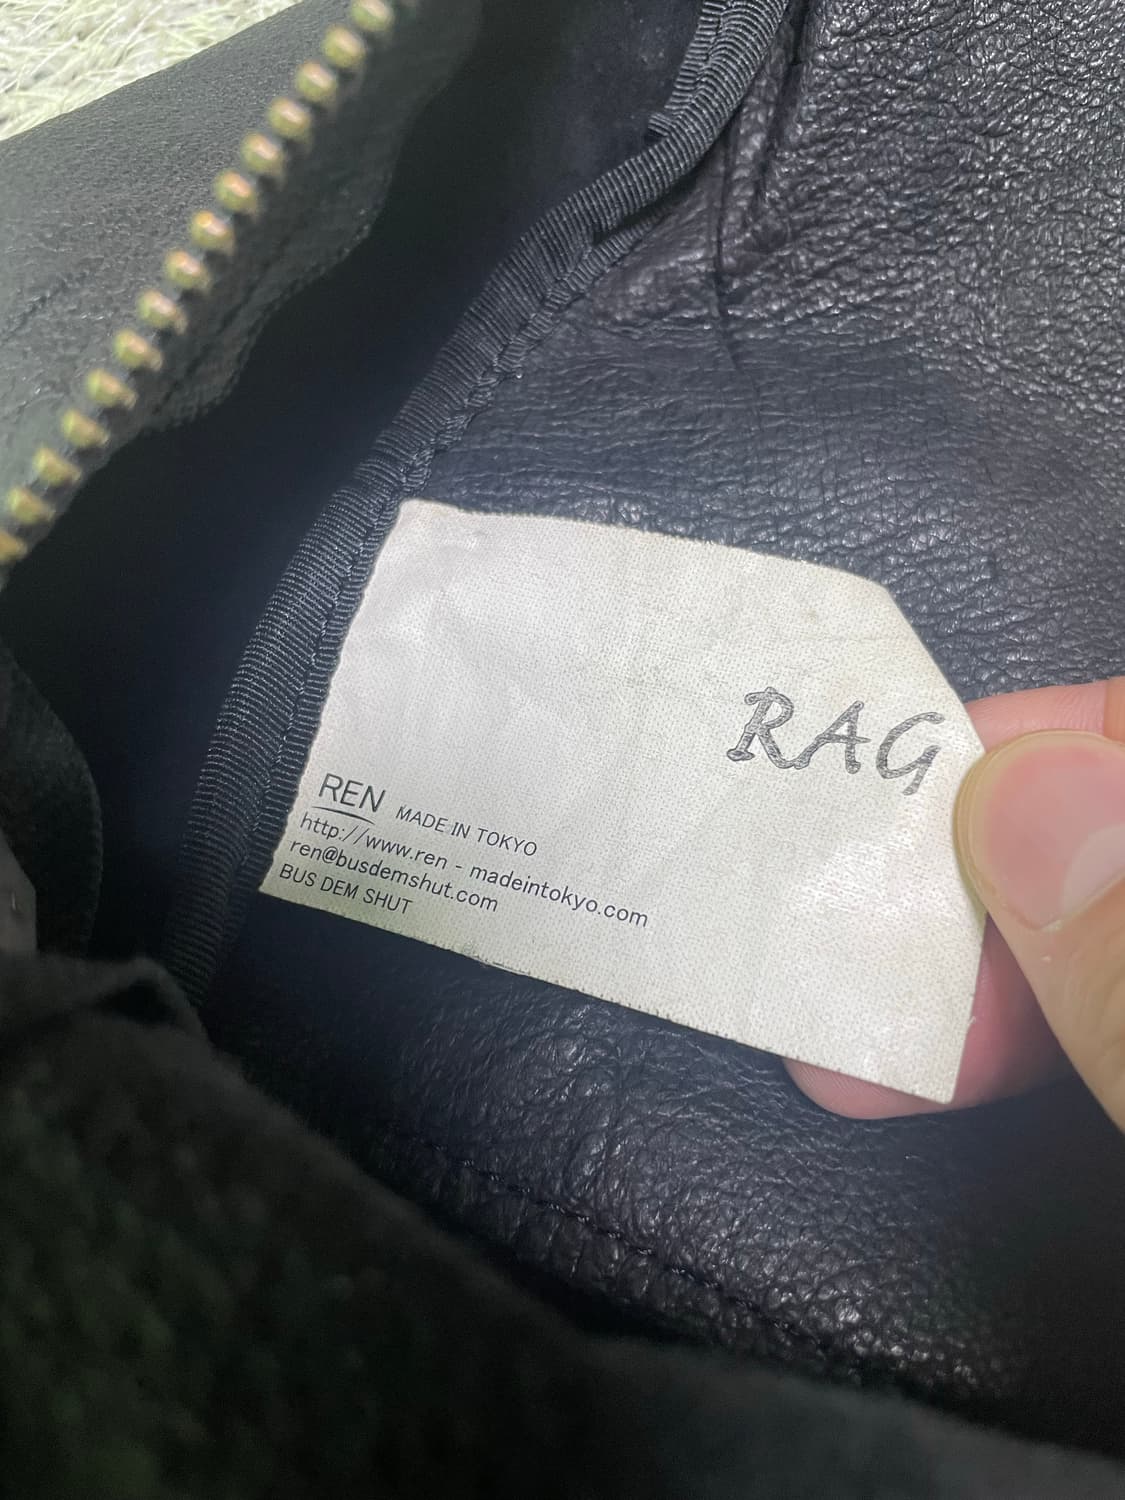 RAG
REN MADE IN TOKYO
http://www.ren - madeintokyo.com
ren@busdemshut.com
BUS DEM SHUT